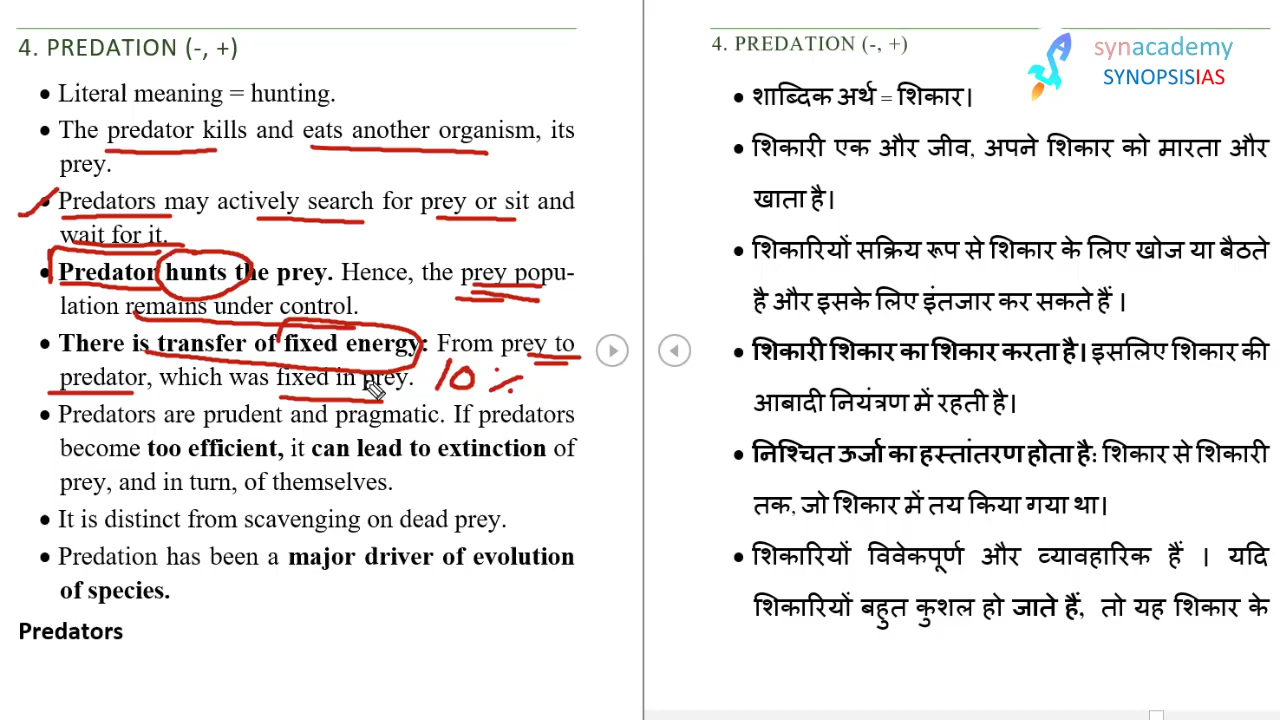 4. PREDATION (-, +)
• Literal meaning = hunting.
• The predator kills and eats another organism, its
prey.
• Predators may actively search for prey or sit and
wait for it.
• Predator hunts the prey. Hence, the prey popu-
lation remains under control.
• There is transfer of fixed energy: From prey to
predator, which was fixed in prey. 10 %
• Predators are prudent and pragmatic. If predators
become too efficient, it can lead to extinction of
prey, and in turn, of themselves.
• It is distinct from scavenging on dead prey.
• Predation has been a major driver of evolution
of species.
Predators
4. PREDATION (-, +)
synacademy
SYNOPSISIAS
• शाब्दिक अर्थ = शिकार।
• शिकारी एक और जीव, अपने शिकार को मारता और
खाता है।
• शिकारियों सक्रिय रूप से शिकार के लिए खोज या बैठते
है और इसके लिए इंतजार कर सकते हैं ।
• शिकारी शिकार का शिकार करता है। इसलिए शिकार की
आबादी नियंत्रण में रहती है।
• निश्चित ऊर्जा का हस्तांतरण होता है: शिकार से शिकारी
तक, जो शिकार में तय किया गया था।
• शिकारियों विवेकपूर्ण और व्यावहारिक हैं । यदि
शिकारियों बहुत कुशल हो जाते हैं, तो यह शिकार के